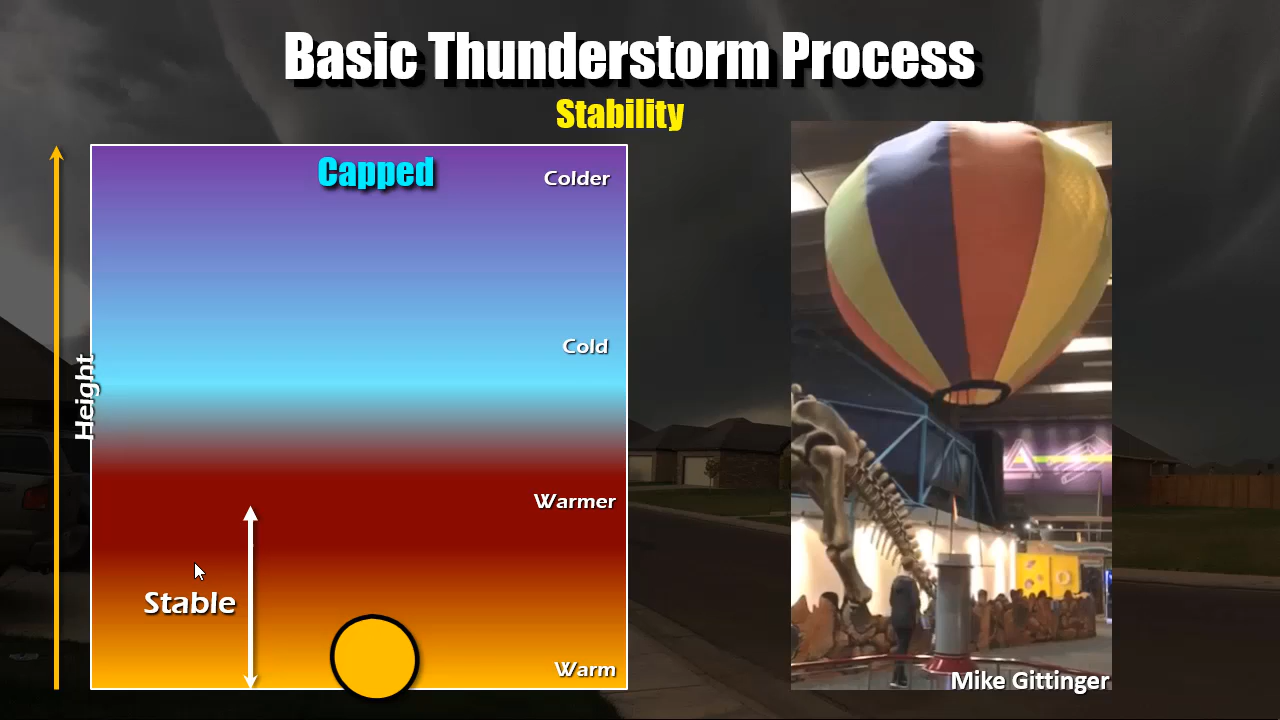 Basic Thunderstorm Process
Stability
Capped
Colder
Cold
Height
Warmer
Stable
Warm
Mike Gittinger